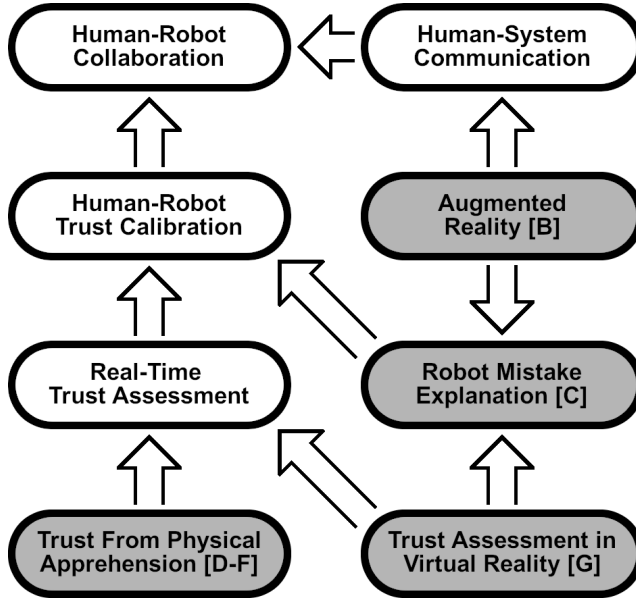 Human-Robot
Collaboration
Human-System
Communication
Human-Robot
Trust Calibration
Augmented
Reality [B]
Real-Time
Trust Assessment
Robot Mistake
Explanation [C]
Trust From Physical
Apprehension [D-F]
Trust Assessment in
Virtual Reality [G]